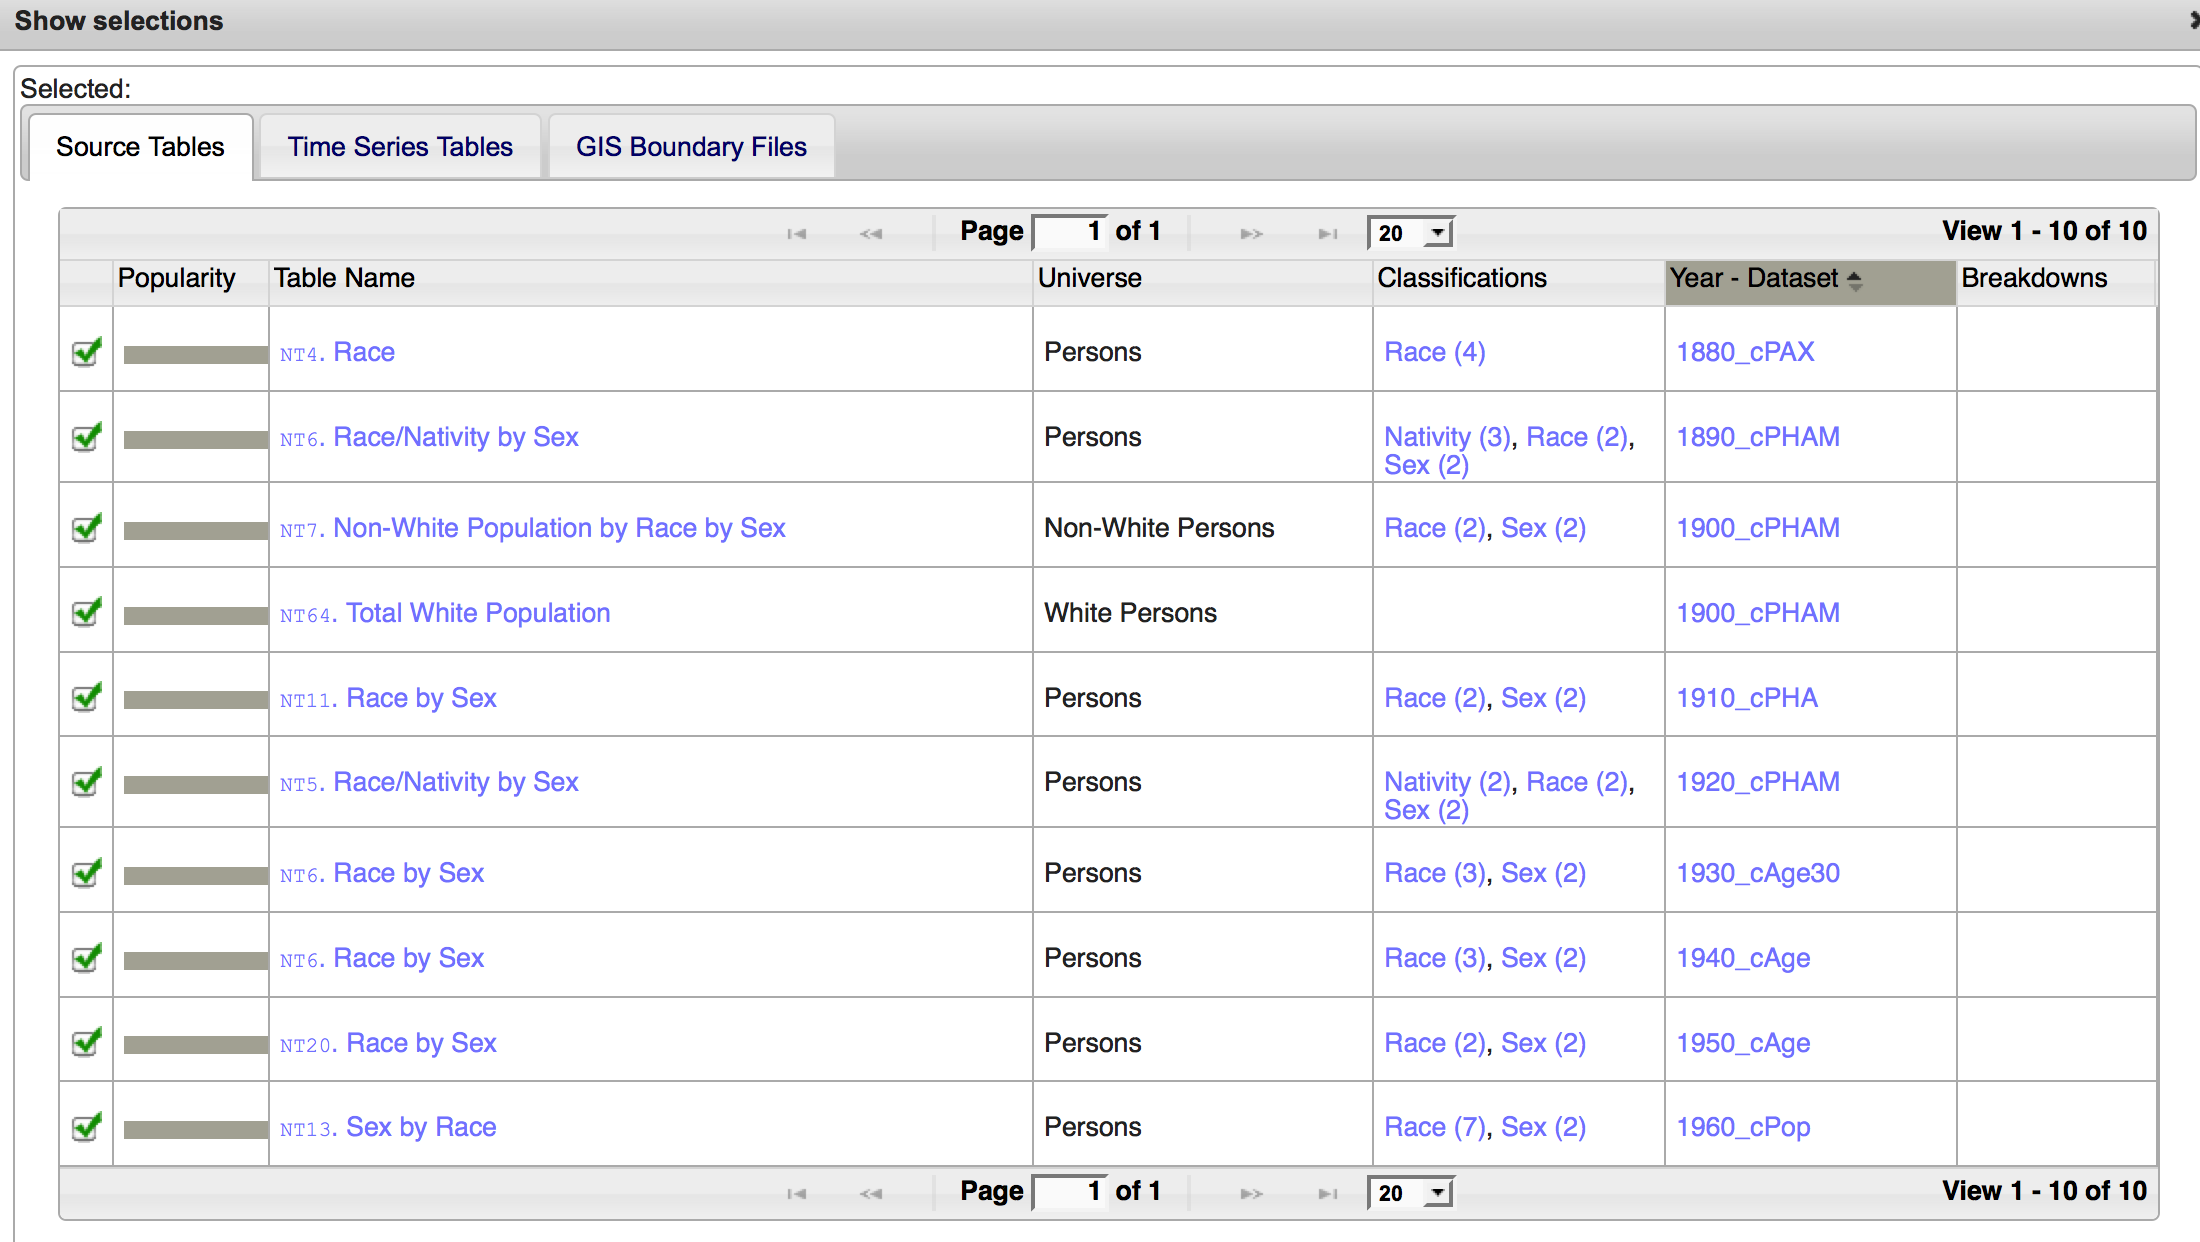 Show selections
Selected:
Source Tables Time Series Tables GIS Boundary Files
Page 1 of 1 20 View 1 - 10 of 10
Popularity Table Name Universe Classifications Year - Dataset Breakdowns
NT4. Race Persons Race (4) 1880_cPAX
NT6. Race/Nativity by Sex Persons Nativity (3), Race (2), 1890_cPHAM
Sex (2)
NT7. Non-White Population by Race by Sex Non-White Persons Race (2), Sex (2) 1900_cPHAM
NT64. Total White Population White Persons 1900_cPHAM
NT11. Race by Sex Persons Race (2), Sex (2) 1910_cPHA
NT5. Race/Nativity by Sex Persons Nativity (2), Race (2), 1920_cPHAM
Sex (2)
NT6. Race by Sex Persons Race (3), Sex (2) 1930_cAge30
NT6. Race by Sex Persons Race (3), Sex (2) 1940_cAge
NT20. Race by Sex Persons Race (2), Sex (2) 1950_cAge
NT13. Sex by Race Persons Race (7), Sex (2) 1960_cPop
Page 1 of 1 20 View 1 - 10 of 10